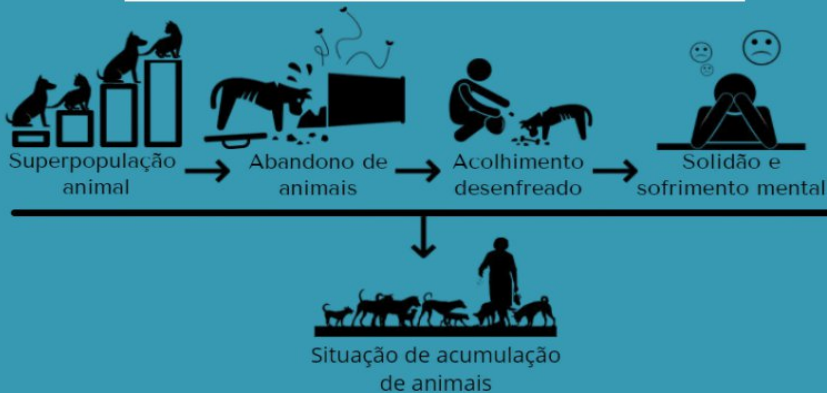 Superpopulação
animal
Abandono de
animais
Acolhimento
desenfreado
Solidão e
sofrimento mental
Situação de acumulação
de animais